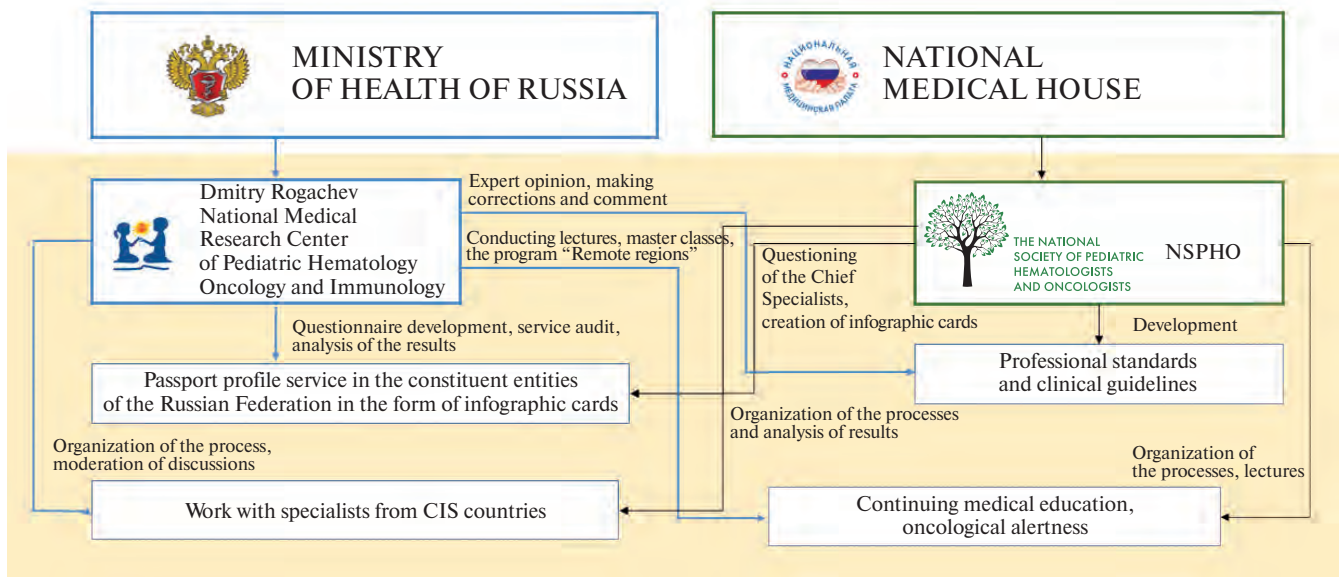 MINISTRY
OF HEALTH OF RUSSIA
НАЦИОНАЛЬНАЯ
МЕДИЦИНСКАЯ ПАЛАТА
NATIONAL
MEDICAL HOUSE
Dmitry Rogachev
National Medical
Research Center
of Pediatric Hematology
Oncology and Immunology
Expert opinion, making
corrections and comment
Conducting lectures, master classes,
the program “Remote regions”
Questioning
of the Chief
Specialists,
creation of infographic cards
THE NATIONAL
SOCIETY OF PEDIATRIC
HEMATOLOGISTS
AND ONCOLOGISTS
NSPHO
Questionnaire development, service audit,
analysis of the results
Development
Passport profile service in the constituent entities
of the Russian Federation in the form of infographic cards
Professional standards
and clinical guidelines
Organization of the process,
moderation of discussions
Organization of the processes
and analysis of results
Organization of
the processes, lectures
Work with specialists from CIS countries
Continuing medical education,
oncological alertness